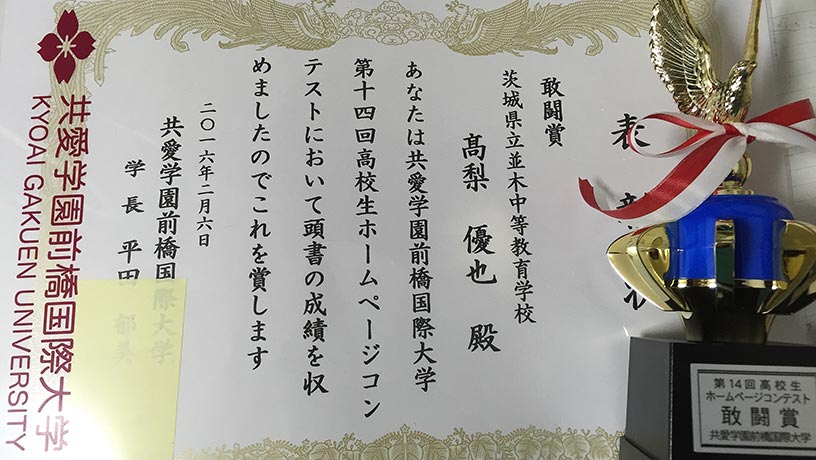 表彰状
敢闘賞
茨城県立並木中等教育学校
髙梨 優也 殿
あなたは共愛学園前橋国際大学
第十四回高校生ホームページコン
テストにおいて頭書の成績を収
めましたのでこれを賞します
二〇一六年二月六日
共愛学園前橋国際大学
学長 平田 郁美
共愛学園前橋国際大学
KYOAI GAKUEN UNIVERSITY
第14回高校生
ホームページコンテスト
敢闘賞
共愛学園前橋国際大学